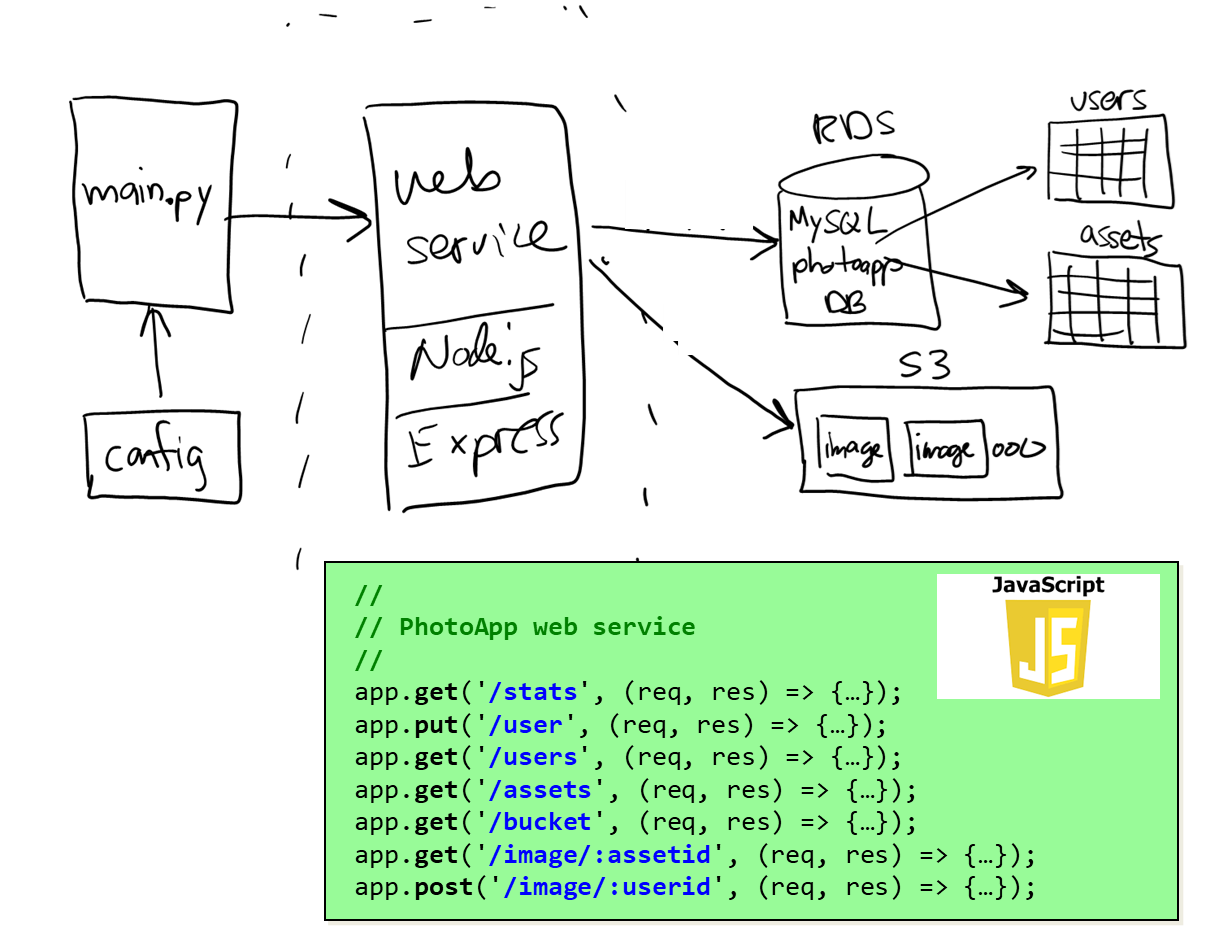 main.py
config
web
service
Node.js
Express
RDS
MySQL
photoapp
DB
users
assets
S3
image image
JavaScript
JS
//
// PhotoApp web service
//
app.get('/stats', (req, res) => {…});
app.put('/user', (req, res) => {…});
app.get('/users', (req, res) => {…});
app.get('/assets', (req, res) => {…});
app.get('/bucket', (req, res) => {…});
app.get('/image/:assetid', (req, res) => {…});
app.post('/image/:userid', (req, res) => {…});